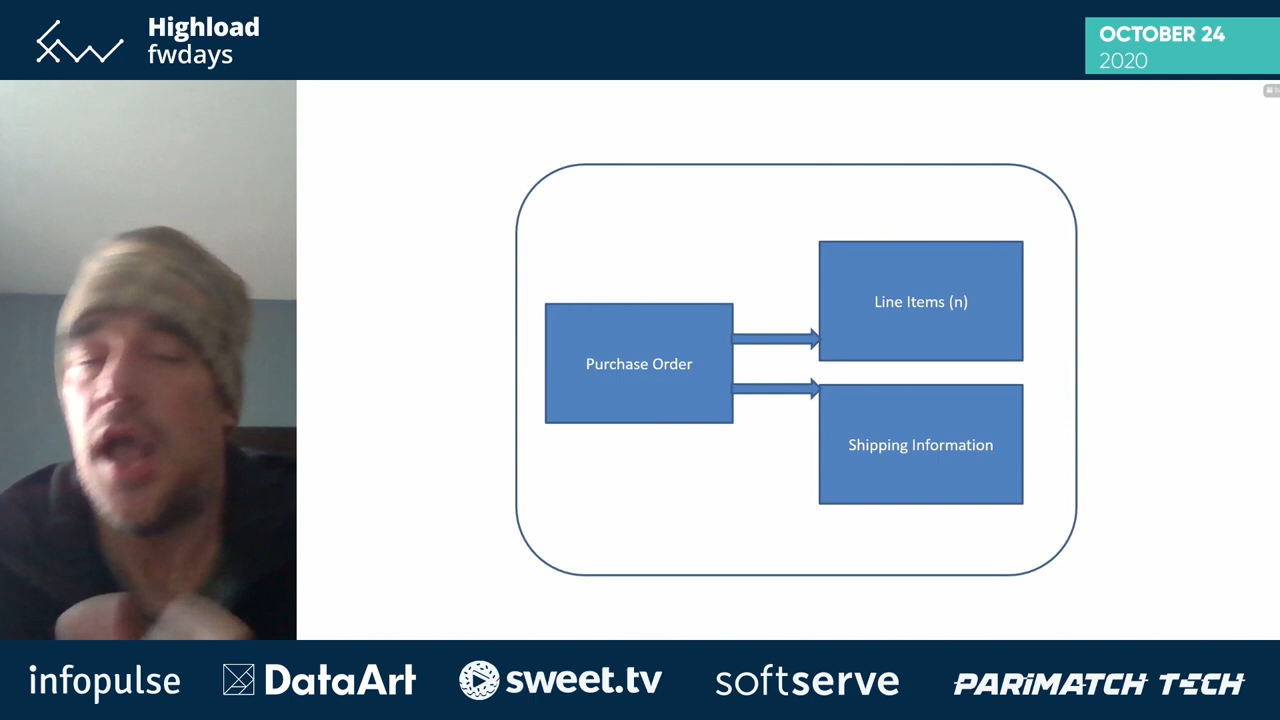 Highload
fwdays
OCTOBER 24
2020
Line Items (n)
Purchase Order
Shipping Information
infopulse
DataArt
sweet.tv
softserve
PARIMATCH TECH